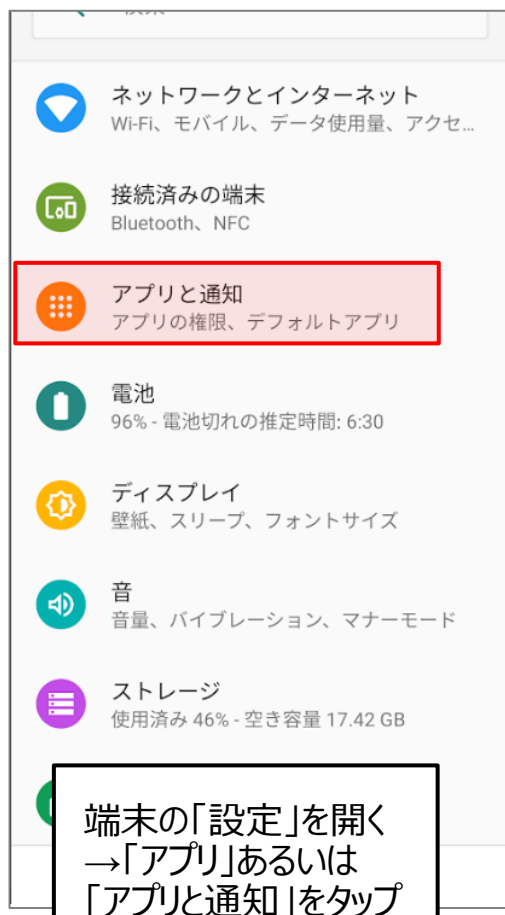 ネットワークとインターネット
Wi-Fi、モバイル、データ使用量、アクセ...
接続済みの端末
Bluetooth、NFC
アプリと通知
アプリの権限、デフォルトアプリ
電池
96% - 電池切れの推定時間: 6:30
ディスプレイ
壁紙、スリープ、フォントサイズ
音
音量、バイブレーション、マナーモード
ストレージ
使用済み 46% - 空き容量 17.42 GB
端末の「設定」を開く
→「アプリ」あるいは
「アプリと通知」をタップ